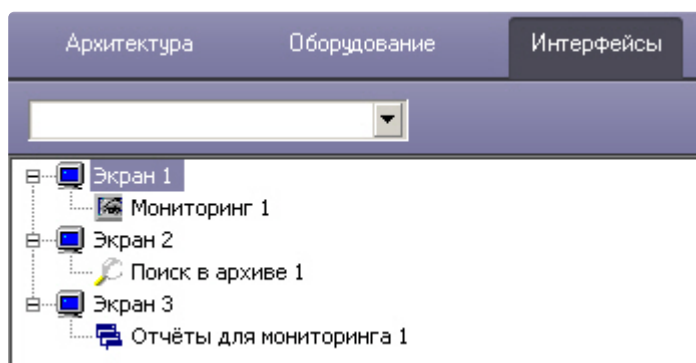 Архитектура Оборудование Интерфейсы
Экран 1
Мониторинг 1
Экран 2
Поиск в архиве 1
Экран 3
Отчёты для мониторинга 1